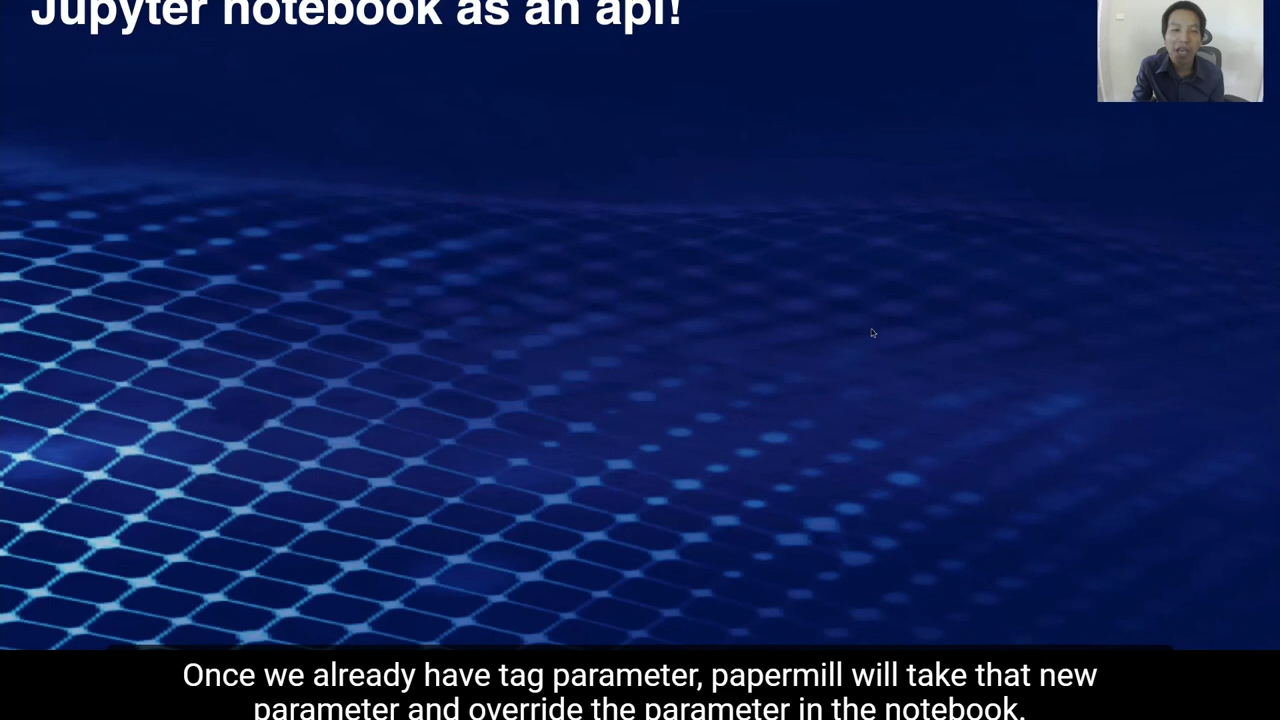 Jupyter notebook as an api!
Once we already have tag parameter, papermill will take that new
parameter and override the parameter in the notebook.